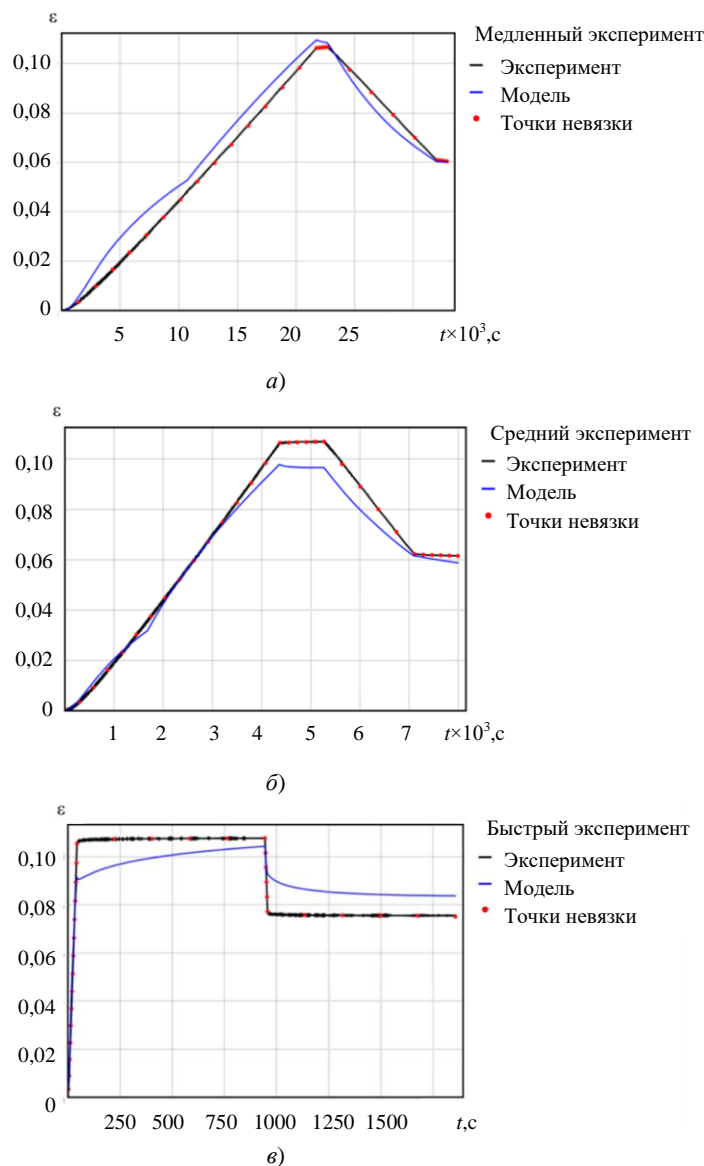 ε
Медленный эксперимент
Эксперимент
Модель
Точки невязки
0,10
0,08
0,06
0,04
0,02
0
5 10 15 20 25 t×10³,с
а)
ε
Средний эксперимент
Эксперимент
Модель
Точки невязки
0,10
0,08
0,06
0,04
0,02
0
1 2 3 4 5 6 7 t×10³,с
б)
ε
Быстрый эксперимент
Эксперимент
Модель
Точки невязки
0,10
0,08
0,06
0,04
0,02
0
250 500 750 1000 1250 1500 t,с
в)